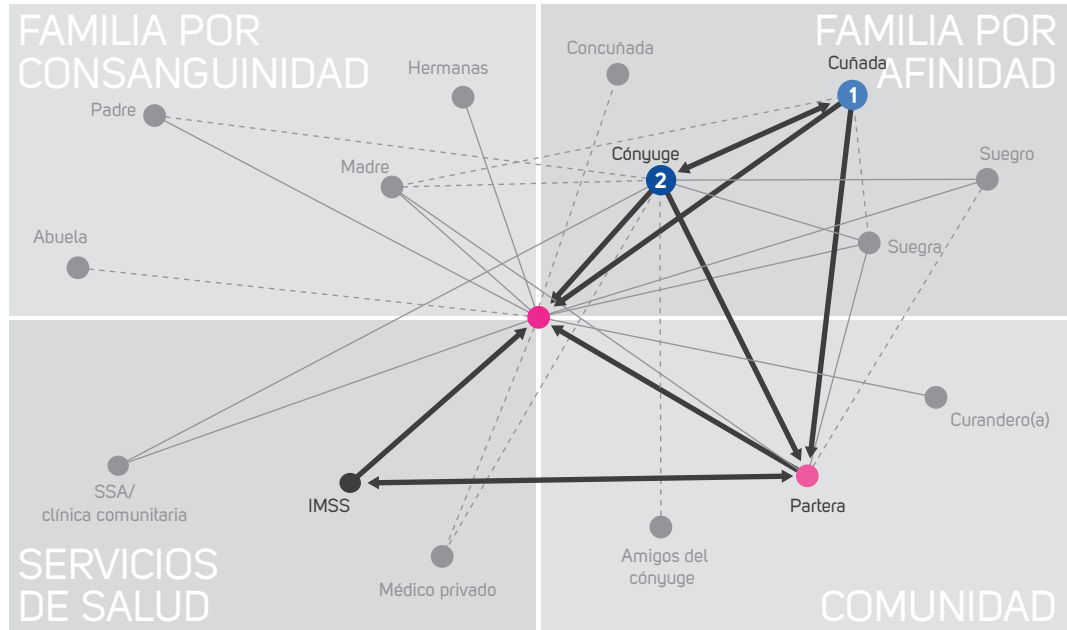 FAMILIA POR
CONSANGUINIDAD
Hermanas
Padre
Madre
Abuela
FAMILIA POR
AFINIDAD
Concuñada
Cuñada
1
Cónyuge
2
Suegro
Suegra
SSA/
clínica comunitaria
IMSS
Médico privado
SERVICIOS
DE SALUD
Curandero(a)
Partera
Amigos del
cónyuge
COMUNIDAD